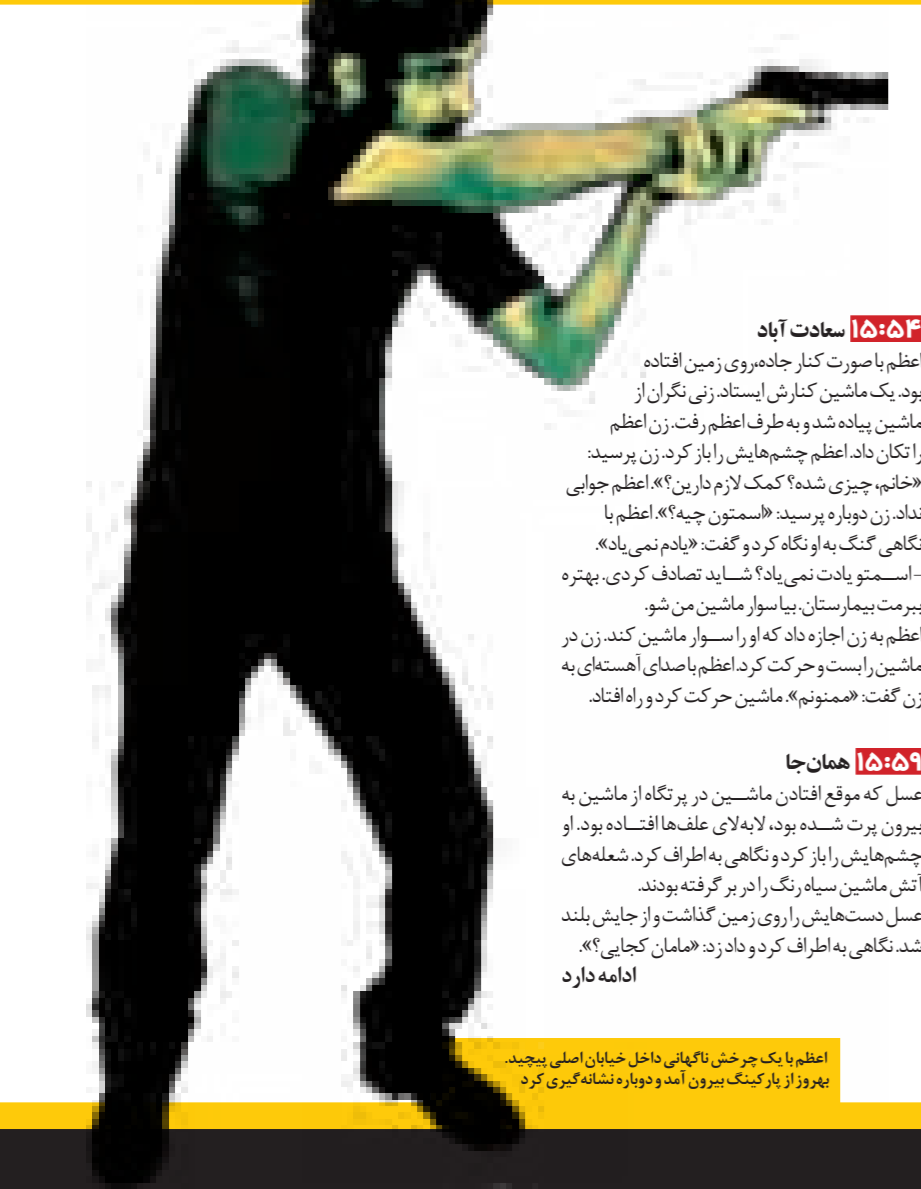 ۱۵:۵۴ سعادت آباد
اعظم با صورت کنار جاده،روی زمین افتاده
بود. یک ماشین کنارش ایستاد. زنی نگران از
ماشین پیاده شد و به طرف اعظم رفت. زن اعظم
را تکان داد. اعظم چشم‌هایش را باز کرد. زن پرسید:
«خانم، چیزی شده؟ کمک لازم دارین؟». اعظم جوابی
نداد. زن دوباره پرسید: «اسمتون چیه؟». اعظم با
نگاهی گنگ به او نگاه کرد و گفت: «یادم نمی‌یاد».
-اسمتو یادت نمی‌یاد؟ شاید تصادف کردی. بهتره
ببرمت بیمارستان. بیا سوار ماشین من شو.
اعظم به زن اجازه داد که او را سوار ماشین کند. زن در
ماشین را بست و حرکت کرد. اعظم با صدای آهسته‌ای به
زن گفت: «ممنونم». ماشین حرکت کرد و راه افتاد.
۱۵:۵۹ همان‌جا
عسل که موقع افتادن ماشین در پرتگاه از ماشین به
بیرون پرت شده بود، لابه‌لای علف‌ها افتاده بود. او
چشم‌هایش را باز کرد و نگاهی به اطراف کرد. شعله‌های
آتش ماشین سیاه رنگ را در بر گرفته بودند.
عسل دست‌هایش را روی زمین گذاشت و از جایش بلند
شد. نگاهی به اطراف کرد و داد زد: «مامان کجایی؟».
ادامه دارد
اعظم با یک چرخش ناگهانی داخل خیابان اصلی پیچید.
بهروز از پارکینگ بیرون آمد و دوباره نشانه‌گیری کرد